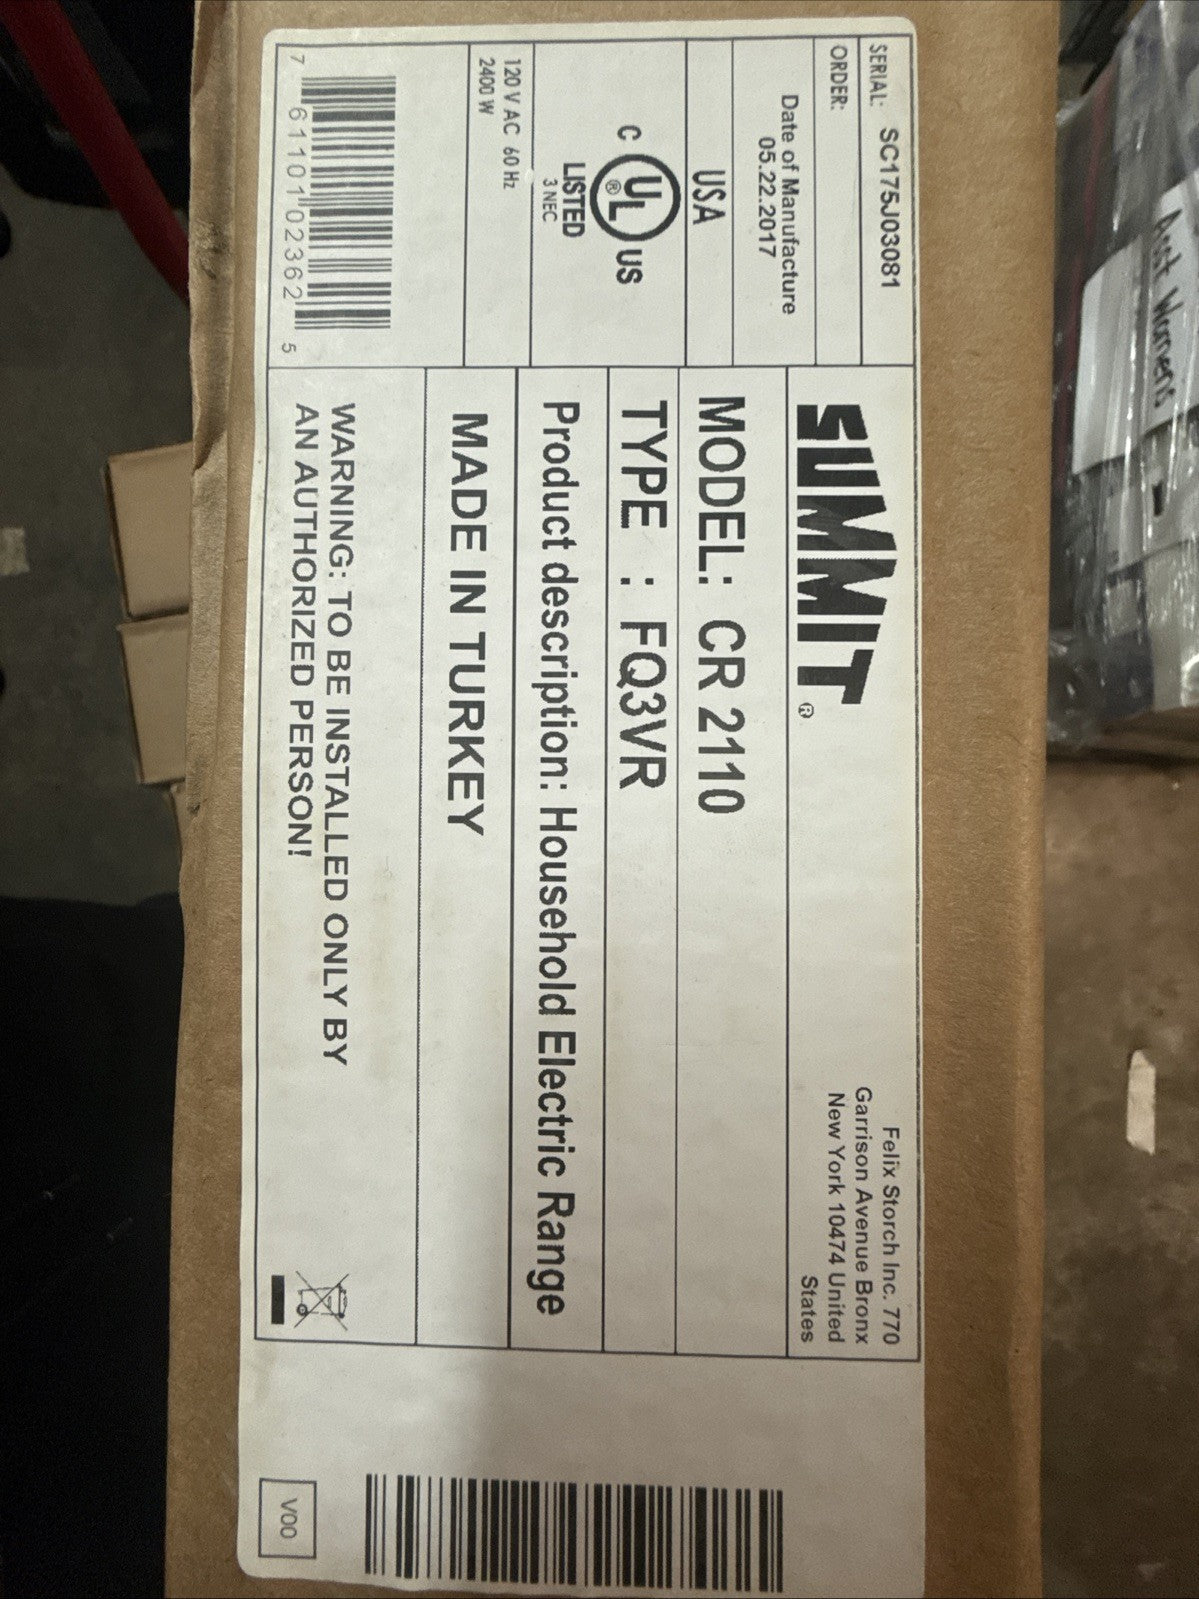 SERIAL: SC175J03081
ORDER:
Date of Manufacture
05.22.2017
USA
C UL ® US
LISTED
3 NEC
120 V AC 60 Hz
2400 W
7 61101 02362 5
SUMMIT ®
Felix Storch Inc. 770
Garrison Avenue Bronx
New York 10474 United
States
MODEL: CR 2110
TYPE : FQ3VR
Product description: Household Electric Range
MADE IN TURKEY
WARNING: TO BE INSTALLED ONLY BY
AN AUTHORIZED PERSON!
V00
Asst Womens